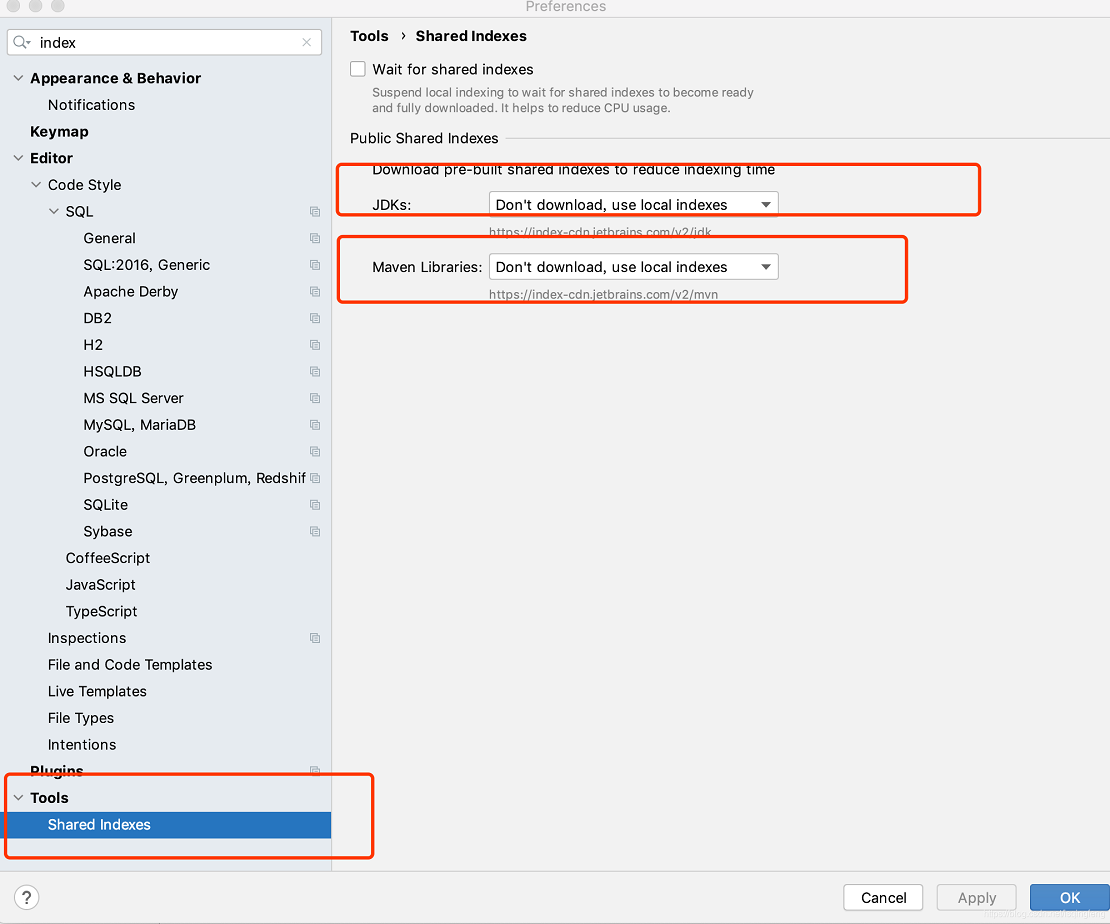 Preferences
index
Appearance & Behavior
Notifications
Keymap
Editor
Code Style
SQL
General
SQL:2016, Generic
Apache Derby
DB2
H2
HSQLDB
MS SQL Server
MySQL, MariaDB
Oracle
PostgreSQL, Greenplum, Redshif
SQLite
Sybase
CoffeeScript
JavaScript
TypeScript
Inspections
File and Code Templates
Live Templates
File Types
Intentions
Plugins
Tools
Shared Indexes
Tools › Shared Indexes
Wait for shared indexes
Suspend local indexing to wait for shared indexes to become ready
and fully downloaded. It helps to reduce CPU usage.
Public Shared Indexes
Download pre-built shared indexes to reduce indexing time
JDKs: Don't download, use local indexes
https://index-cdn.jetbrains.com/v2/jdk
Maven Libraries: Don't download, use local indexes
https://index-cdn.jetbrains.com/v2/mvn
?
Cancel
Apply
OK